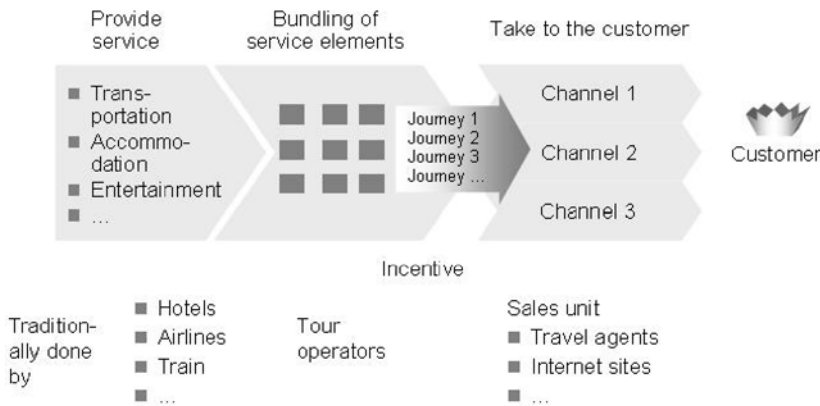 Provide
service
Bundling of
service elements
Take to the customer
Trans-
portation
Accommo-
dation
Entertainment
...
Journey 1
Journey 2
Journey 3
Journey ...
Channel 1
Channel 2
Channel 3
Customer
Incentive
Tradition-
ally done
by
Hotels
Airlines
Train
...
Tour
operators
Sales unit
Travel agents
Internet sites
...